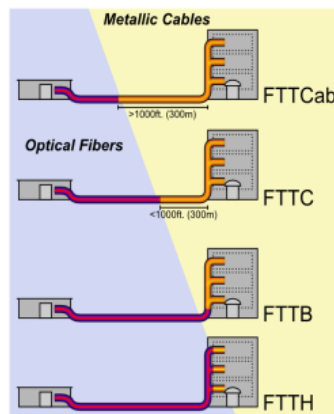 Metallic Cables
FTTCab
>1000ft. (300m)
Optical Fibers
FTTC
<1000ft. (300m)
FTTB
FTTH